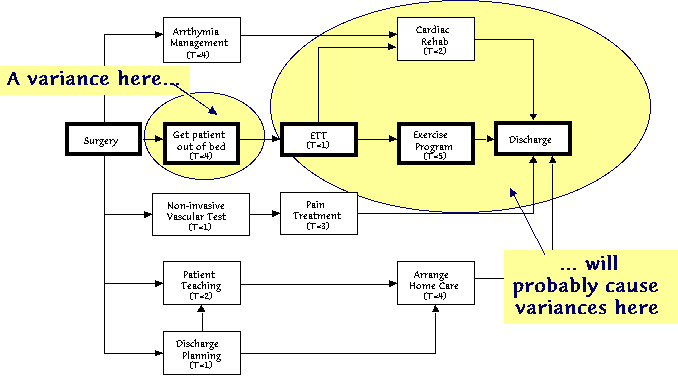 Arrthymia
Management
(T=4)
Cardiac
Rehab
(T=2)
A variance here...
Surgery
Get patient
out of bed
(T=4)
ETT
(T=1)
Exercise
Program
(T=5)
Discharge
Non-invasive
Vascular Test
(T=1)
Pain
Treatment
(T=3)
... will
probably cause
variances here
Patient
Teaching
(T=2)
Arrange
Home Care
(T=4)
Discharge
Planning
(T=1)